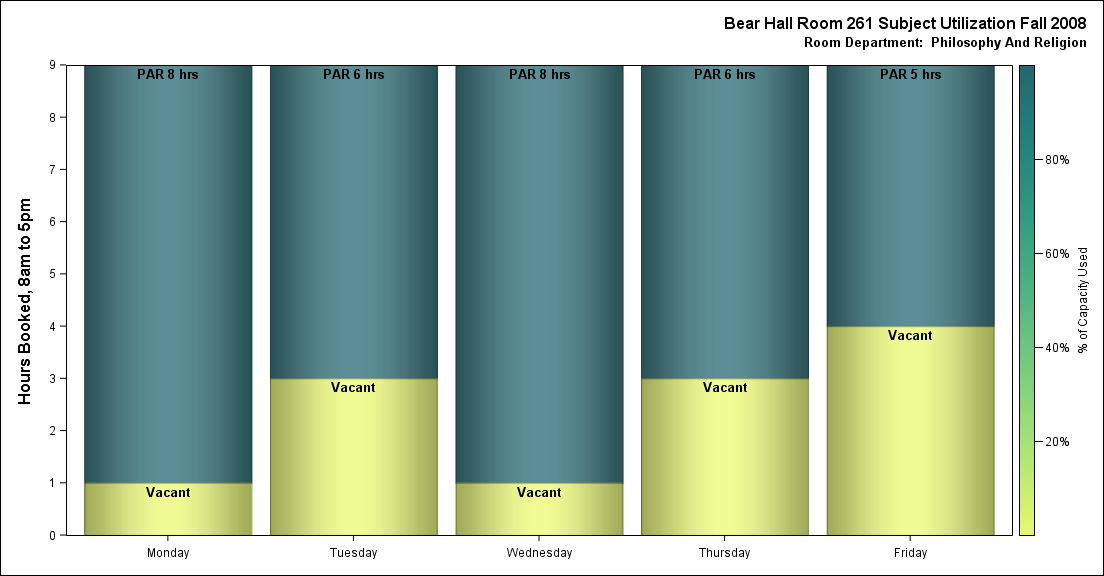 Bear Hall Room 261 Subject Utilization Fall 2008
Room Department:  Philosophy And Religion
Hours Booked, 8am to 5pm
9
8
7
6
5
4
3
2
1
0
PAR 8 hrs
PAR 6 hrs
PAR 8 hrs
PAR 6 hrs
PAR 5 hrs
Vacant
Vacant
Vacant
Vacant
Vacant
Monday
Tuesday
Wednesday
Thursday
Friday
80%
60%
40%
20%
% of Capacity Used